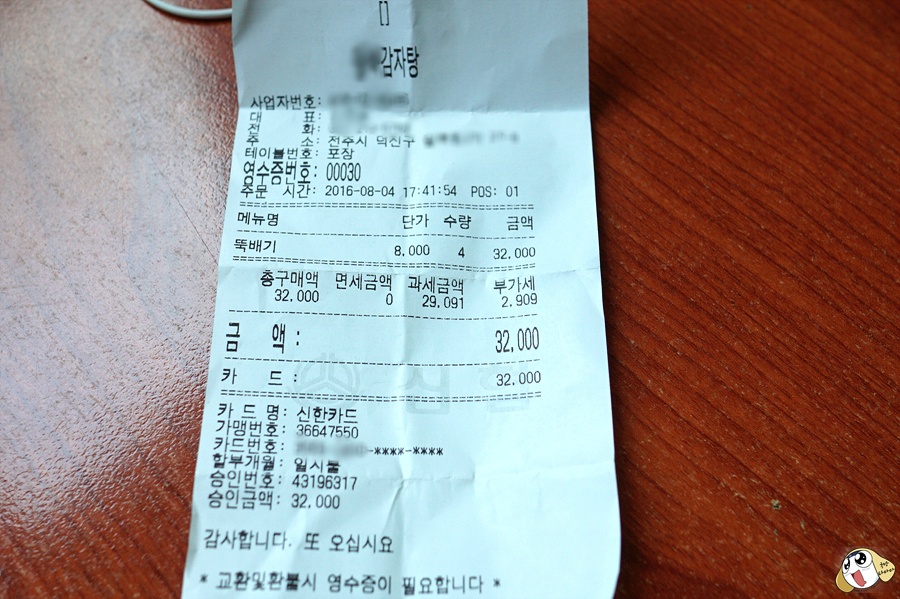 []
감자탕
사업자번호:
대 표:
전 화:
주 소: 전주시 덕진구
테이블번호: 포장
영수증번호: 00030
주문 시간: 2016-08-04 17:41:54 POS: 01
메뉴명 단가 수량 금액
뚝배기 8,000 4 32,000
총구매액 면세금액 과세금액 부가세
32,000 0 29,091 2,909
금 액: 32,000
카 드: 32,000
카 드 명: 신한카드
가맹번호: 36647550
카드번호: -****-****
할부개월: 일시불
승인번호: 43196317
승인금액: 32,000
감사합니다. 또 오십시요
* 교환및환불시 영수증이 필요합니다 *